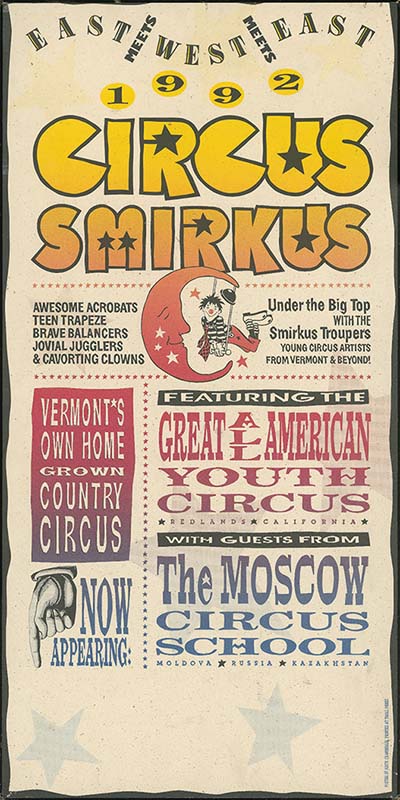 EAST MEETS WEST MEETS EAST
1992
CIRCUS
SMIRKUS
AWESOME ACROBATS
TEEN TRAPEZE
BRAVE BALANCERS
JOVIAL JUGGLERS
& CAVORTING CLOWNS
Under the Big Top
WITH THE
Smirkus Troupers
YOUNG CIRCUS ARTISTS
FROM VERMONT & BEYOND!
VERMONT'S
OWN HOME
GROWN
COUNTRY
CIRCUS
NOW
APPEARING:
FEATURING THE
GREAT ALL AMERICAN
YOUTH
CIRCUS
REDLANDS ★ CALIFORNIA ★
WITH GUESTS FROM
The MOSCOW
CIRCUS
SCHOOL
MOLDOVA ★ RUSSIA ★ KAZAKHSTAN